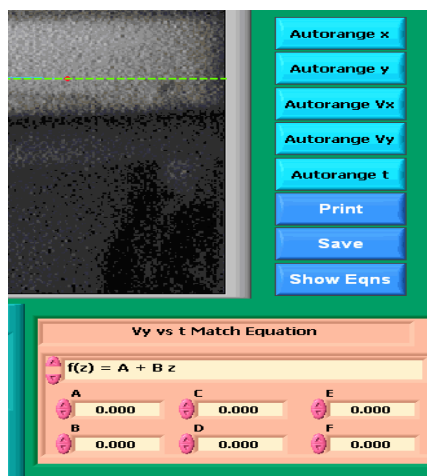 Autorange x
Autorange y
Autorange Vx
Autorange Vy
Autorange t
Print
Save
Show Eqns
Vy vs t Match Equation
f(z) = A + B z
A C E
0.000 0.000 0.000
B D F
0.000 0.000 0.000